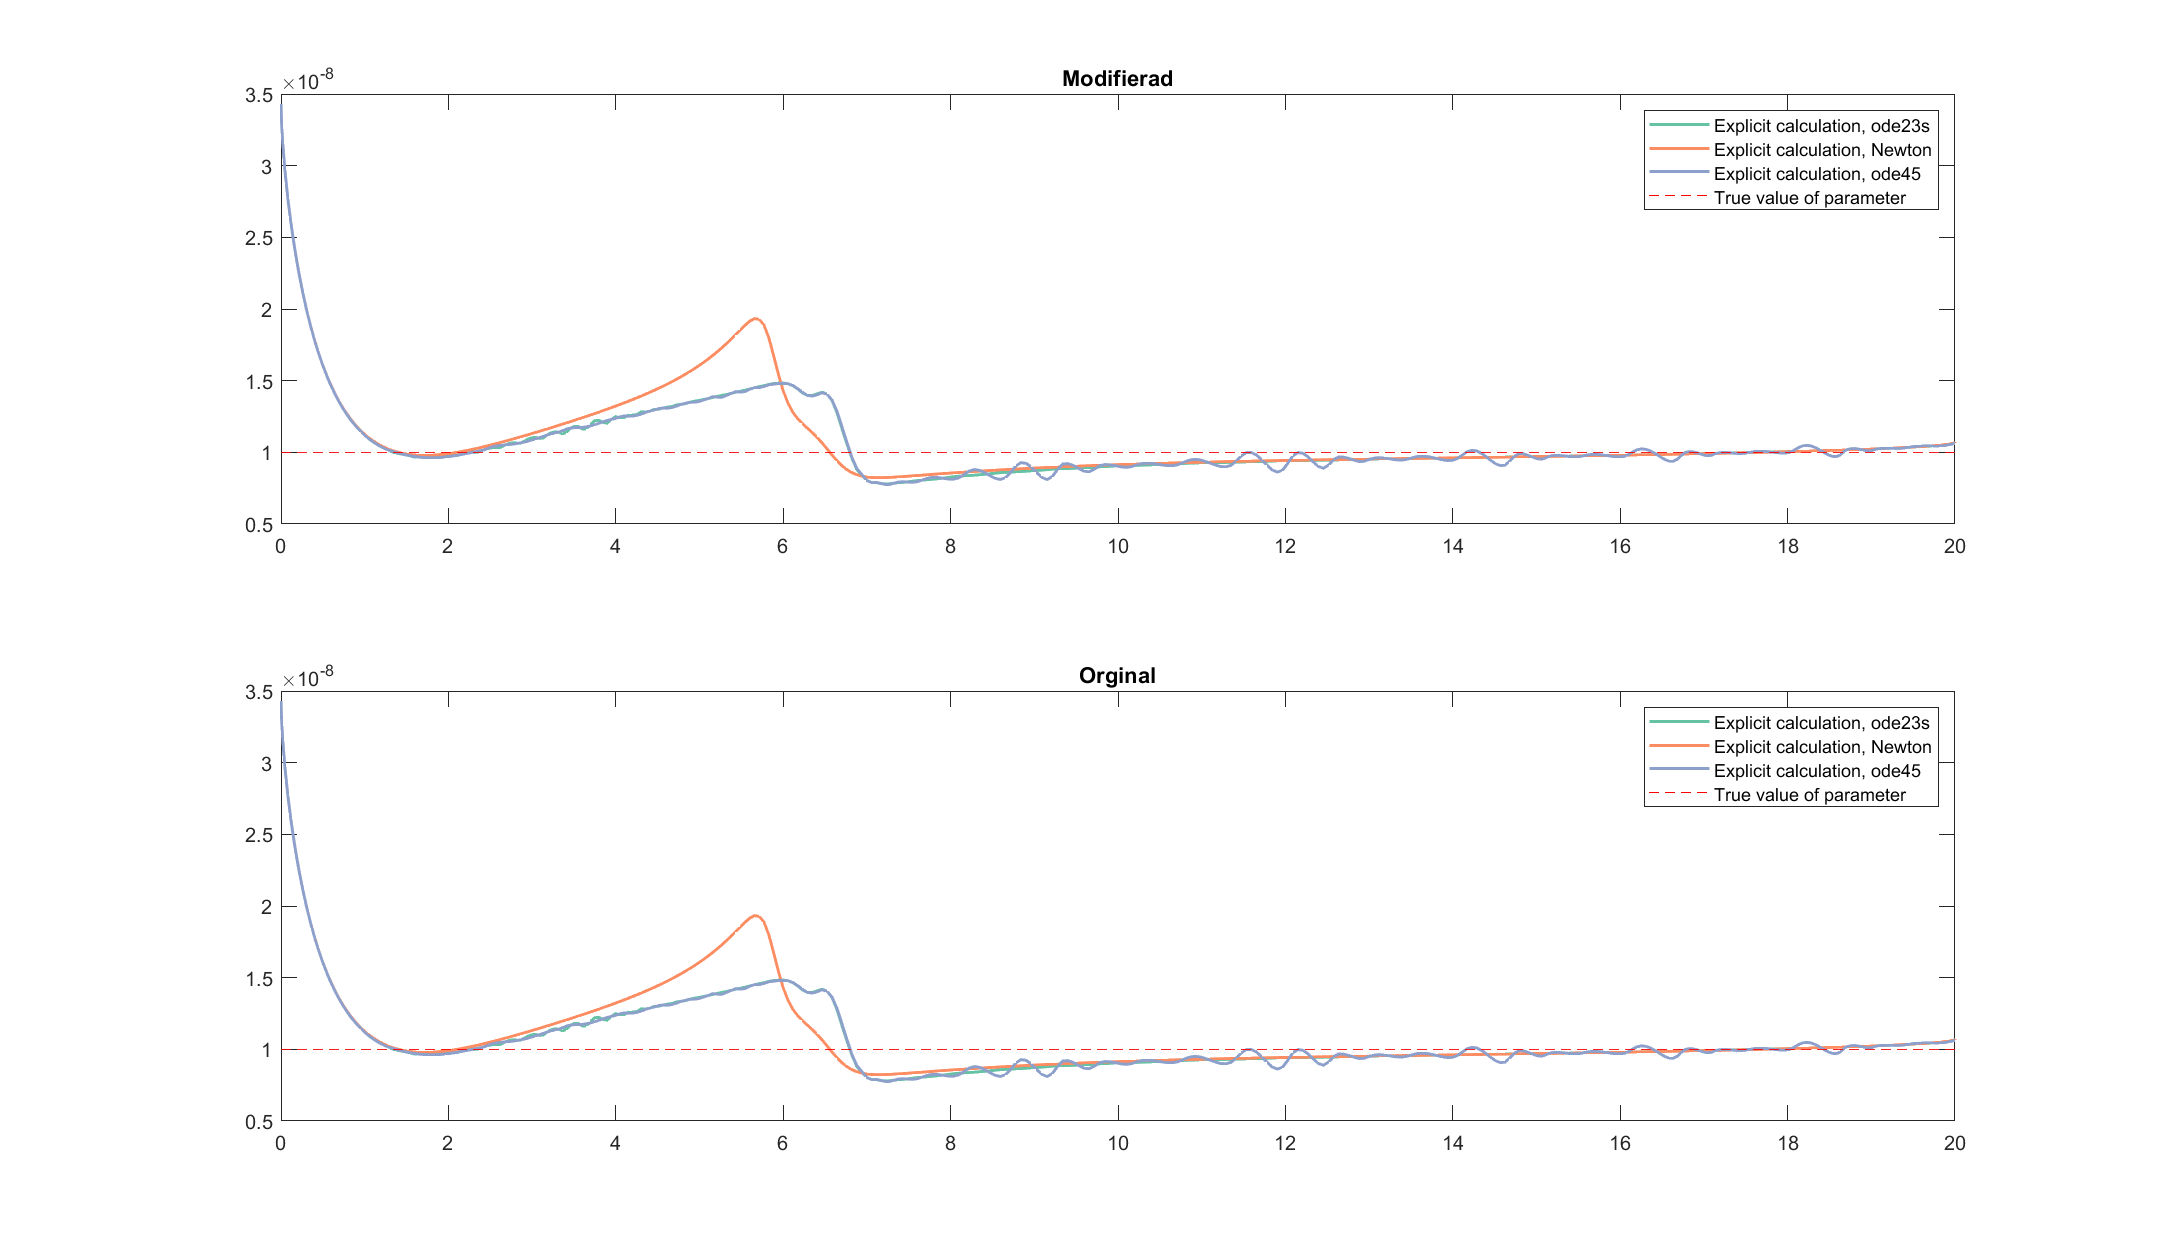 Modifierad
×10-8
3.5
3
2.5
2
1.5
1
0.5
0 2 4 6 8 10 12 14 16 18 20
Explicit calculation, ode23s
Explicit calculation, Newton
Explicit calculation, ode45
True value of parameter
Orginal
×10-8
3.5
3
2.5
2
1.5
1
0.5
0 2 4 6 8 10 12 14 16 18 20
Explicit calculation, ode23s
Explicit calculation, Newton
Explicit calculation, ode45
True value of parameter